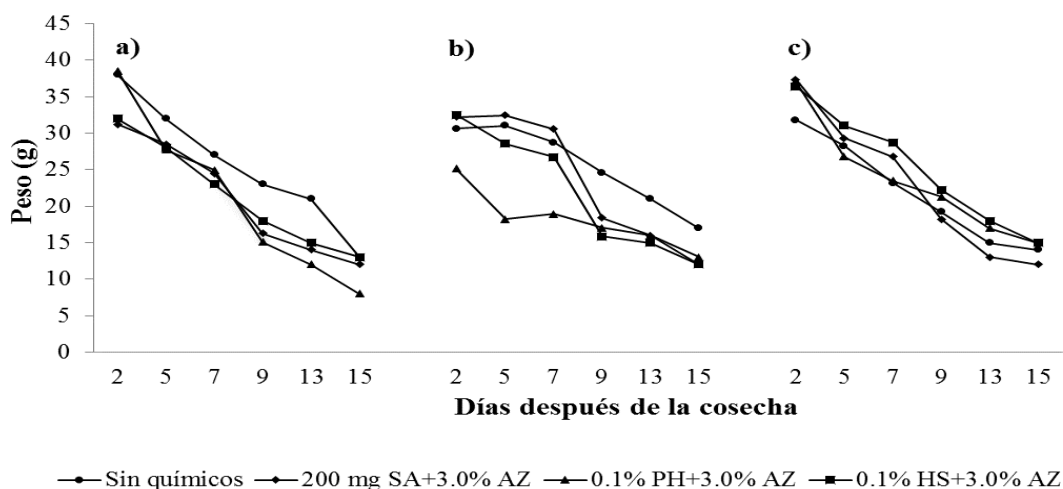 45
40
35
30
25
20
15
10
5
0
Peso (g)
a)
b)
c)
2 5 7 9 13 15
2 5 7 9 13 15
2 5 7 9 13 15
Días después de la cosecha
Sin químicos
200 mg SA+3.0% AZ
0.1% PH+3.0% AZ
0.1% HS+3.0% AZ